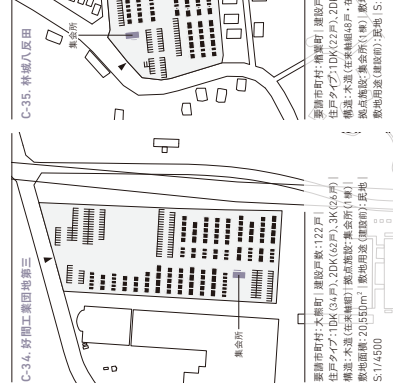 C-35. 林城八反田
集会所
要請市町村:楢葉町 | 建設戸
住戸タイプ:1DK(22戸)、2D
構造:木造(在来軸組48戸・在
拠点施設:集会所(1棟) | 敷地
敷地用途(建設前):民地 | S:
C-34. 好間工業団地第三
集会所
要請市町村:大熊町 | 建設戸数:122戸 |
住戸タイプ:1DK(34戸)、2DK(62戸)、3K(26戸) |
構造:木造(在来軸組) | 拠点施設:集会所(1棟) |
敷地面積:20,550m² | 敷地用途(建設前):民地 |
S:1/4500